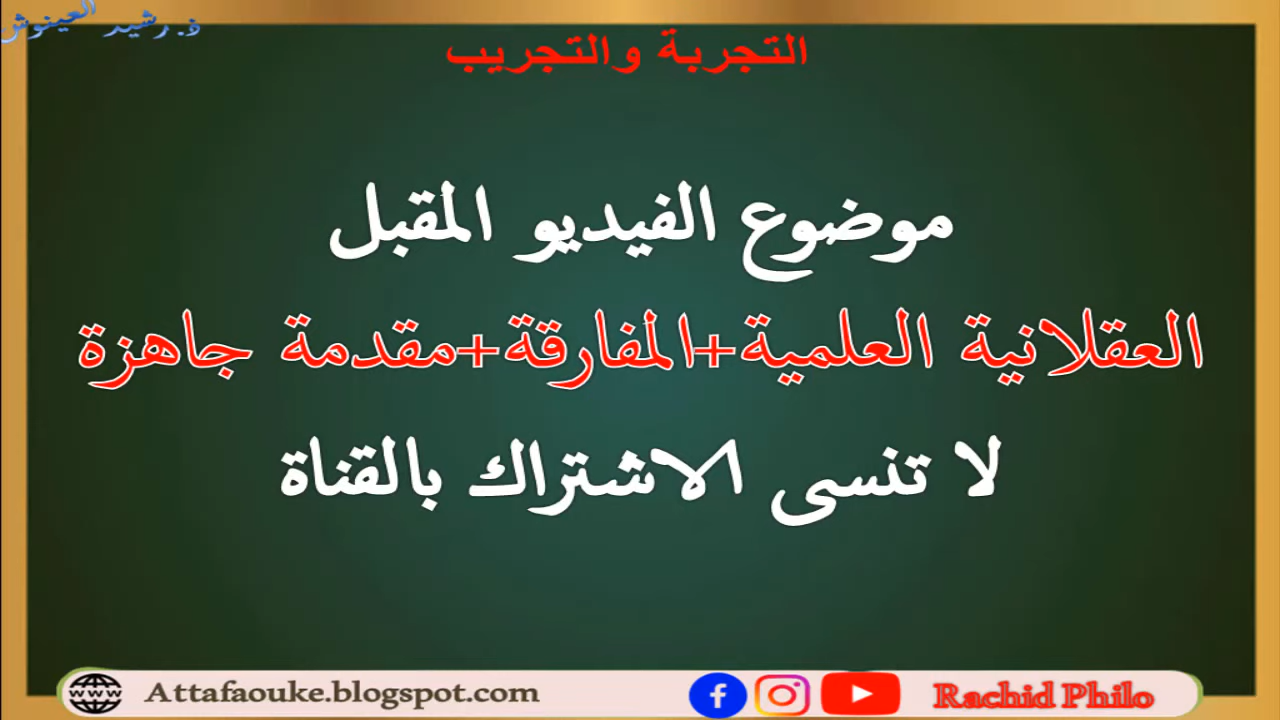 ذ. رشيد العينوش
التجربة والتجريب
موضوع الفيديو المقبل
العقلانية العلمية+المفارقة+مقدمة جاهزة
لا تنسى الاشتراك بالقناة
www Attafaouke.blogspot.com Rachid Philo